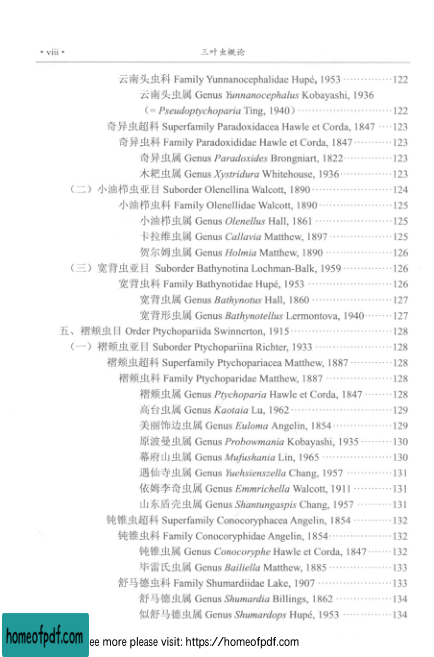 • viii •
三叶虫概论
云南头虫科 Family Yunnanocephalidae Hupé, 1953 ·············122
云南头虫属 Genus Yunnanocephalus Kobayashi, 1936
(= Pseudoptychoparia Ting, 1940) ·························122
奇异虫超科 Superfamily Paradoxidacea Hawle et Corda, 1847 ····123
奇异虫科 Family Paradoxididae Hawle et Corda, 1847 ···········123
奇异虫属 Genus Paradoxides Brongniart, 1822 ·············123
木耙虫属 Genus Xystridura Whitehouse, 1936 ··············123
(二) 小油栉虫亚目 Suborder Olenellina Walcott, 1890 ·····················124
小油栉虫科 Family Olenellidae Walcott, 1890 ····················125
小油栉虫属 Genus Olenellus Hall, 1861 ·····················125
卡拉维虫属 Genus Callavia Matthew, 1897 ·················125
贺尔姆虫属 Genus Holmia Matthew, 1890 ··················126
(三) 宽背虫亚目 Suborder Bathynotina Lochman-Balk, 1959 ·············126
宽背虫科 Family Bathynotidae Hupé, 1953 ······················126
宽背虫属 Genus Bathynotus Hall, 1860 ·····················127
宽背形虫属 Genus Bathynotellus Lermontova, 1940 ········127
五、褶颊虫目 Order Ptychopariida Swinnerton, 1915 ··························128
(一) 褶颊虫亚目 Suborder Ptychopariina Richter, 1933 ·····················128
褶颊虫超科 Superfamily Ptychopariacea Matthew, 1887 ···········128
褶颊虫科 Family Ptychoparidae Matthew, 1887 ·················128
褶颊虫属 Genus Ptychoparia Hawle et Corda, 1847 ········128
高台虫属 Genus Kaotaia Lu, 1962 ···························129
美丽饰边虫属 Genus Euloma Angelin, 1854 ················129
原波曼虫属 Genus Probowmania Kobayashi, 1935 ·········130
幕府山虫属 Genus Mufushania Lin, 1965 ··················130
遇仙寺虫属 Genus Yuehsienszella Chang, 1957 ············131
依姆李奇虫属 Genus Emmrichella Walcott, 1911 ···········131
山东盾壳虫属 Genus Shantungaspis Chang, 1957 ··········131
钝锥虫超科 Superfamily Conocoryphacea Angelin, 1854 ··········132
钝锥虫科 Family Conocoryphidae Angelin, 1854 ················132
钝锥虫属 Genus Conocoryphe Hawle et Corda, 1847 ·······132
毕雷氏虫属 Genus Bailiella Matthew, 1885 ·················133
舒马德虫科 Family Shumardiidae Lake, 1907 ···················133
舒马德虫属 Genus Shumardia Billings, 1862 ···············134
似舒马德虫属 Genus Shumardops Hupé, 1953 ·············134
homeofpdf.com
ee more please visit: https://homeofpdf.com